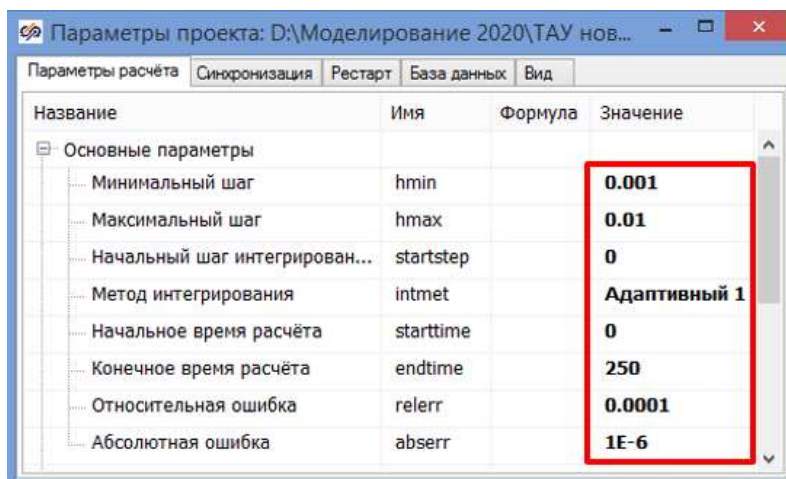 Параметры проекта: D:\Моделирование 2020\ТАУ нов...
Параметры расчёта Синхронизация Рестарт База данных Вид
Название Имя Формула Значение
Основные параметры
Минимальный шаг hmin 0.001
Максимальный шаг hmax 0.01
Начальный шаг интегрирован... startstep 0
Метод интегрирования intmet Адаптивный 1
Начальное время расчёта starttime 0
Конечное время расчёта endtime 250
Относительная ошибка relerr 0.0001
Абсолютная ошибка abserr 1E-6